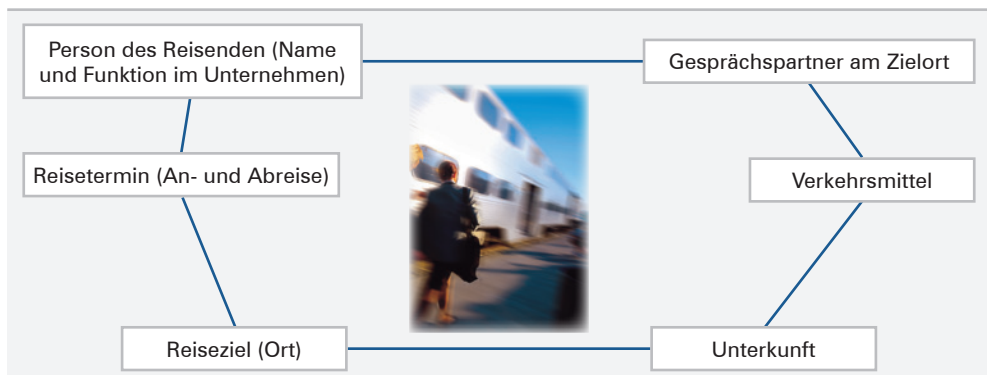 Person des Reisenden (Name
und Funktion im Unternehmen)
Gesprächspartner am Zielort
Reisetermin (An- und Abreise)
Verkehrsmittel
Reiseziel (Ort)
Unterkunft